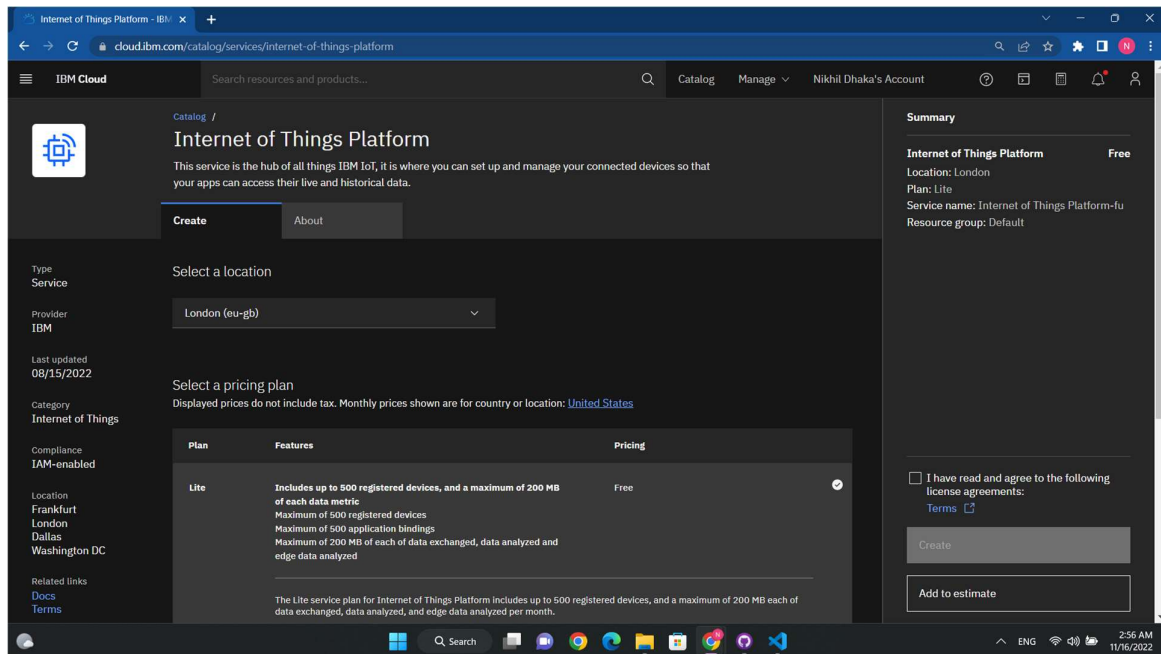 Internet of Things Platform - IBM
cloud.ibm.com/catalog/services/internet-of-things-platform
N
IBM Cloud
Search resources and products...
Catalog
Manage
Nikhil Dhaka's Account
Catalog /
Internet of Things Platform
This service is the hub of all things IBM IoT, it is where you can set up and manage your connected devices so that
your apps can access their live and historical data.
Create
About
Type
Service
Provider
IBM
Last updated
08/15/2022
Category
Internet of Things
Compliance
IAM-enabled
Location
Frankfurt
London
Dallas
Washington DC
Related links
Docs
Terms
Select a location
London (eu-gb)
Select a pricing plan
Displayed prices do not include tax. Monthly prices shown are for country or location: United States
Plan
Features
Pricing
Lite
Includes up to 500 registered devices, and a maximum of 200 MB
of each data metric
Maximum of 500 registered devices
Maximum of 500 application bindings
Maximum of 200 MB of each of data exchanged, data analyzed and
edge data analyzed
Free
The Lite service plan for Internet of Things Platform includes up to 500 registered devices, and a maximum of 200 MB each of
data exchanged, data analyzed, and edge data analyzed per month.
Summary
Internet of Things Platform
Free
Location: London
Plan: Lite
Service name: Internet of Things Platform-fu
Resource group: Default
I have read and agree to the following
license agreements:
Terms
Create
Add to estimate
Search
ENG
2:56 AM
11/16/2022